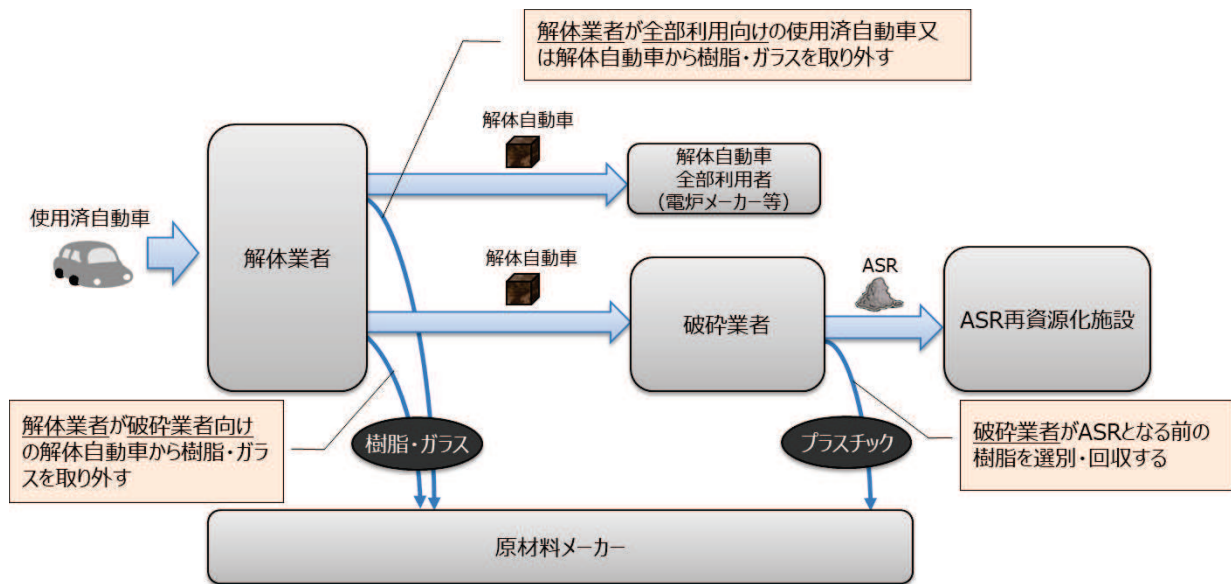 解体業者が全部利用向けの使用済自動車又
は解体自動車から樹脂・ガラスを取り外す
解体自動車
解体自動車
全部利用者
(電炉メーカー等)
使用済自動車
解体業者
解体自動車
破砕業者
ASR
ASR再資源化施設
解体業者が破砕業者向け
の解体自動車から樹脂・ガラ
スを取り外す
樹脂・ガラス
プラスチック
破砕業者がASRとなる前の
樹脂を選別・回収する
原材料メーカー